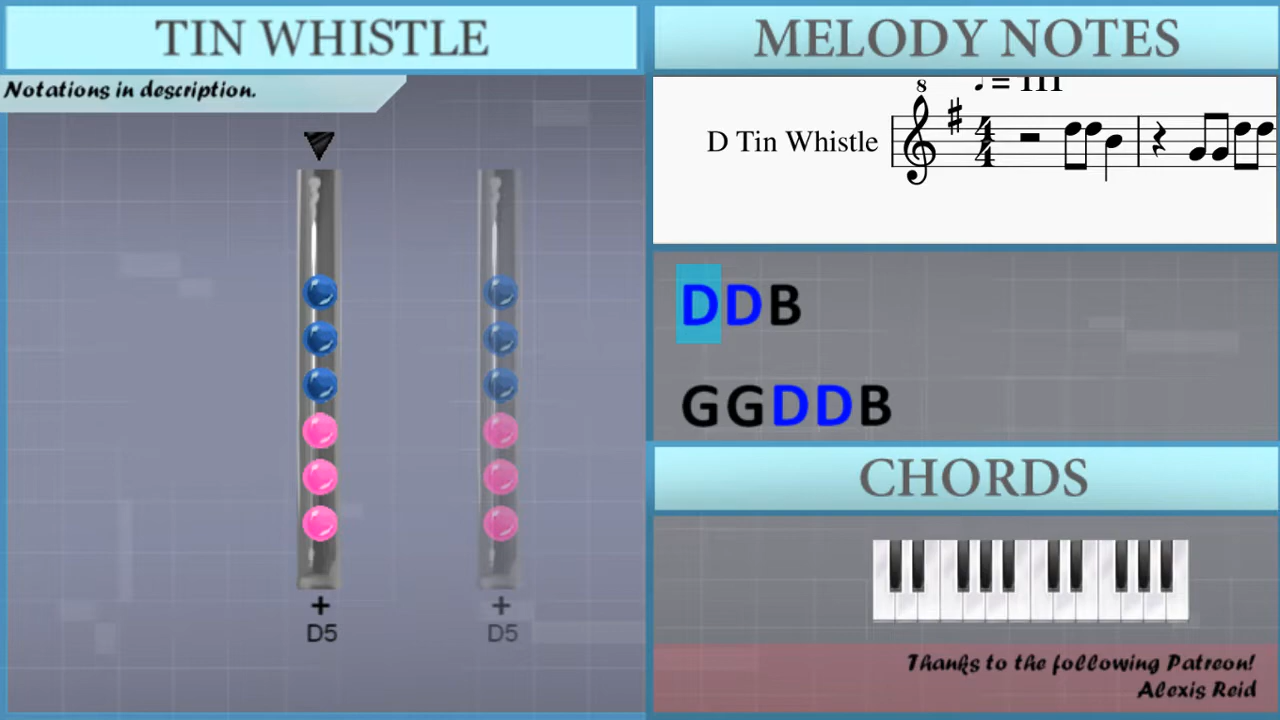 TIN WHISTLE
Notations in description.
+
D5
+
D5
MELODY NOTES
♩ = 111
8
D Tin Whistle
4
4
DDB
GGDDB
CHORDS
Thanks to the following Patreon!
Alexis Reid